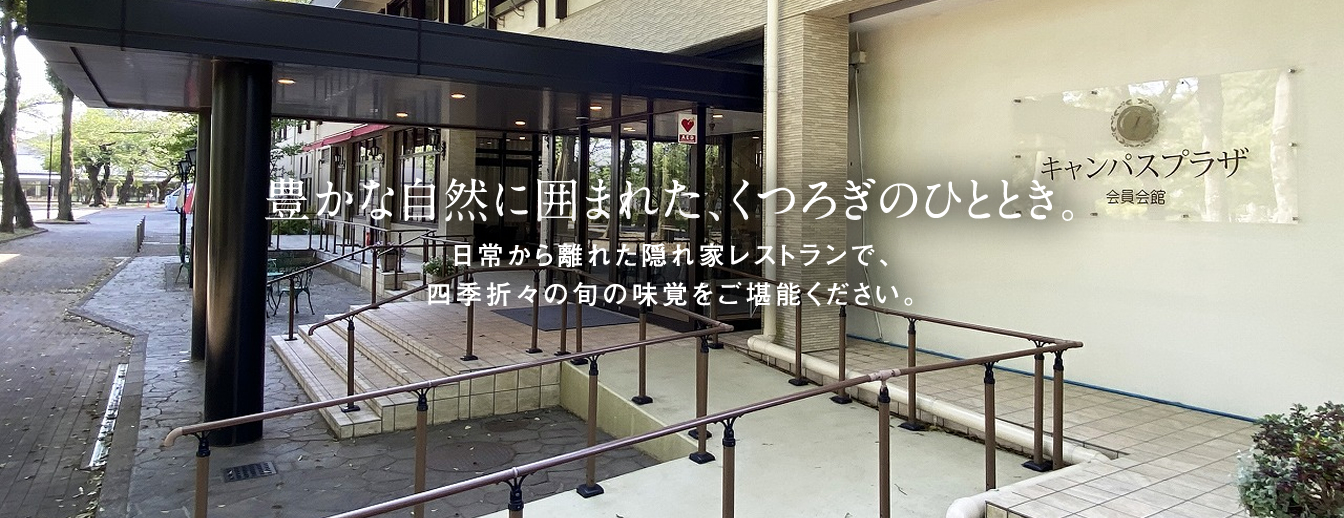 AED
キャンパスプラザ
会員会館
豊かな自然に囲まれた、くつろぎのひととき。
日常から離れた隠れ家レストランで、
四季折々の旬の味覚をご堪能ください。